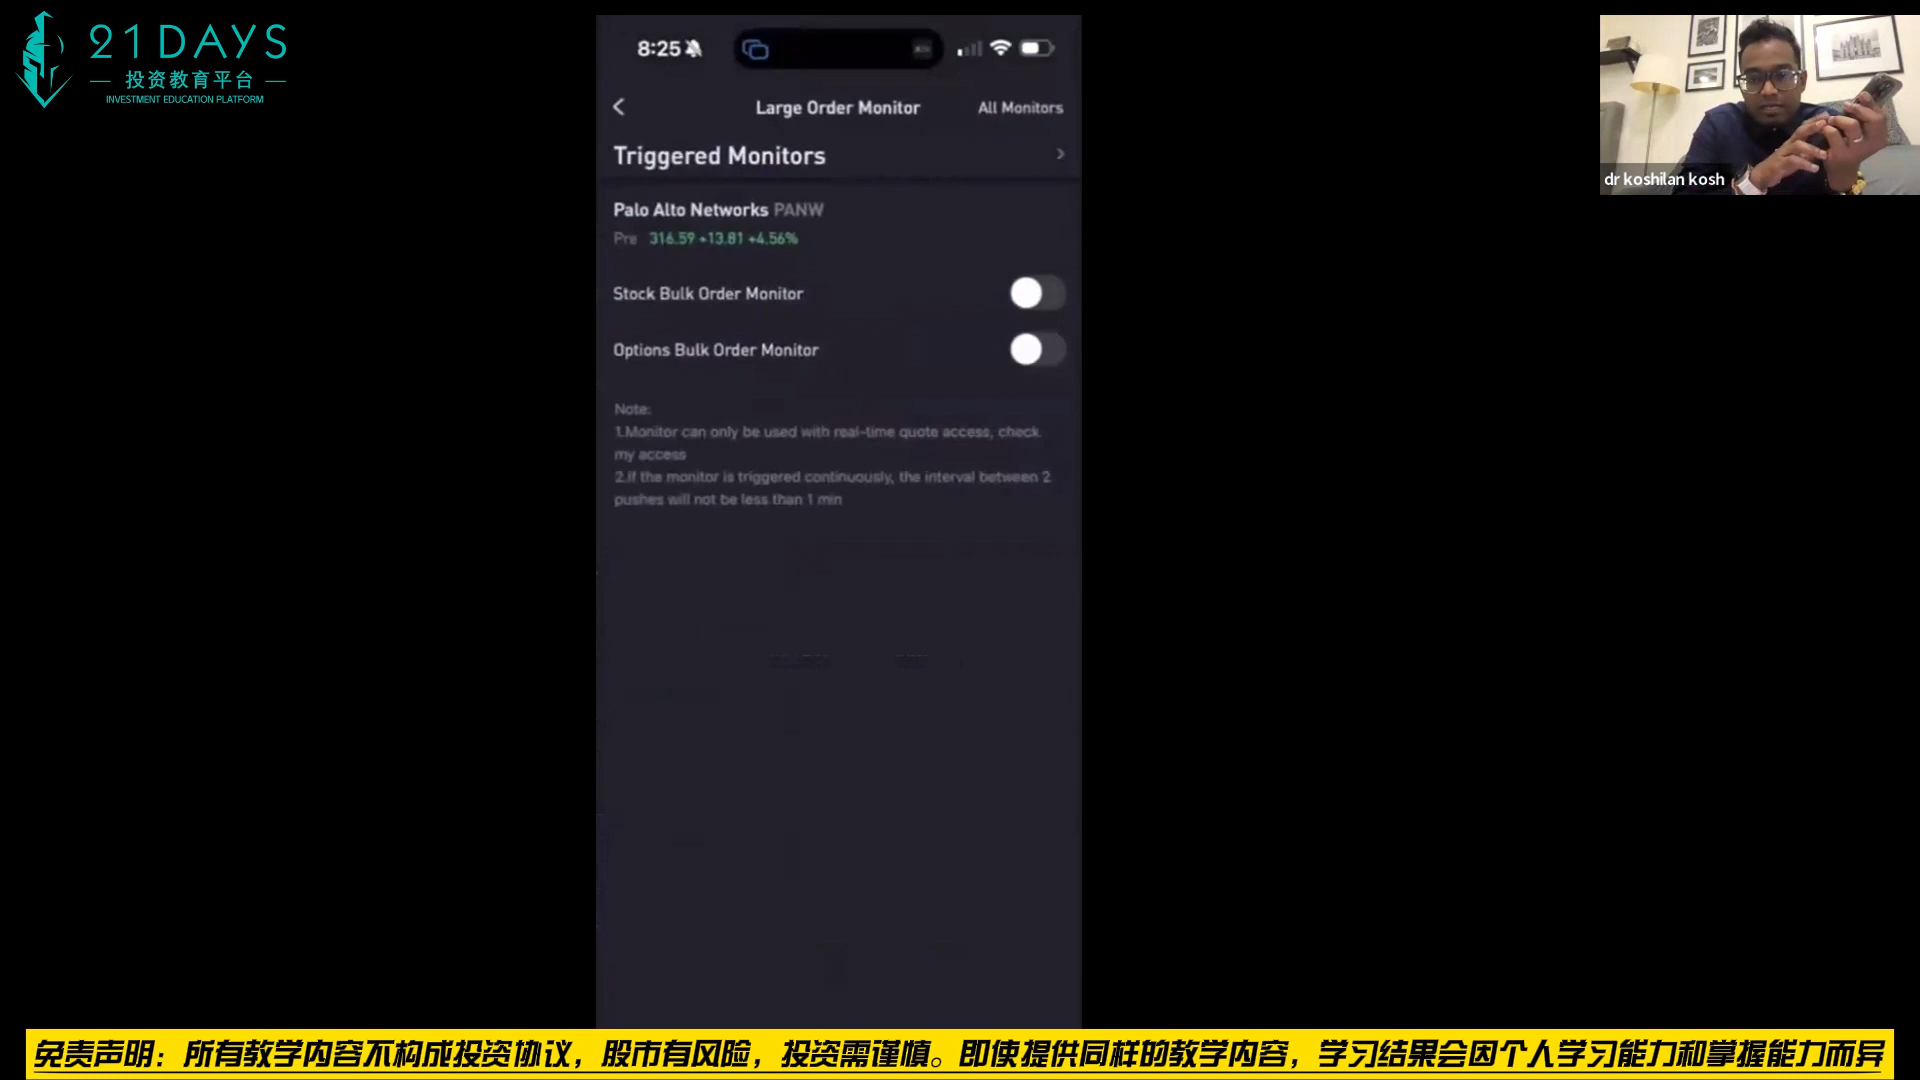 21DAYS
投资教育平台
INVESTMENT EDUCATION PLATFORM
8:25
Large Order Monitor
All Monitors
Triggered Monitors
Palo Alto Networks PANW
Pre 316.59 +13.81 +4.56%
Stock Bulk Order Monitor
Options Bulk Order Monitor
Note:
1.Monitor can only be used with real-time quote access, check
my access
2.If the monitor is triggered continuously, the interval between 2
pushes will not be less than 1 min
dr koshilan kosh
免责声明：所有教学内容不构成投资协议，股市有风险，投资需谨慎。即使提供同样的教学内容，学习结果会因个人学习能力和掌握能力而异